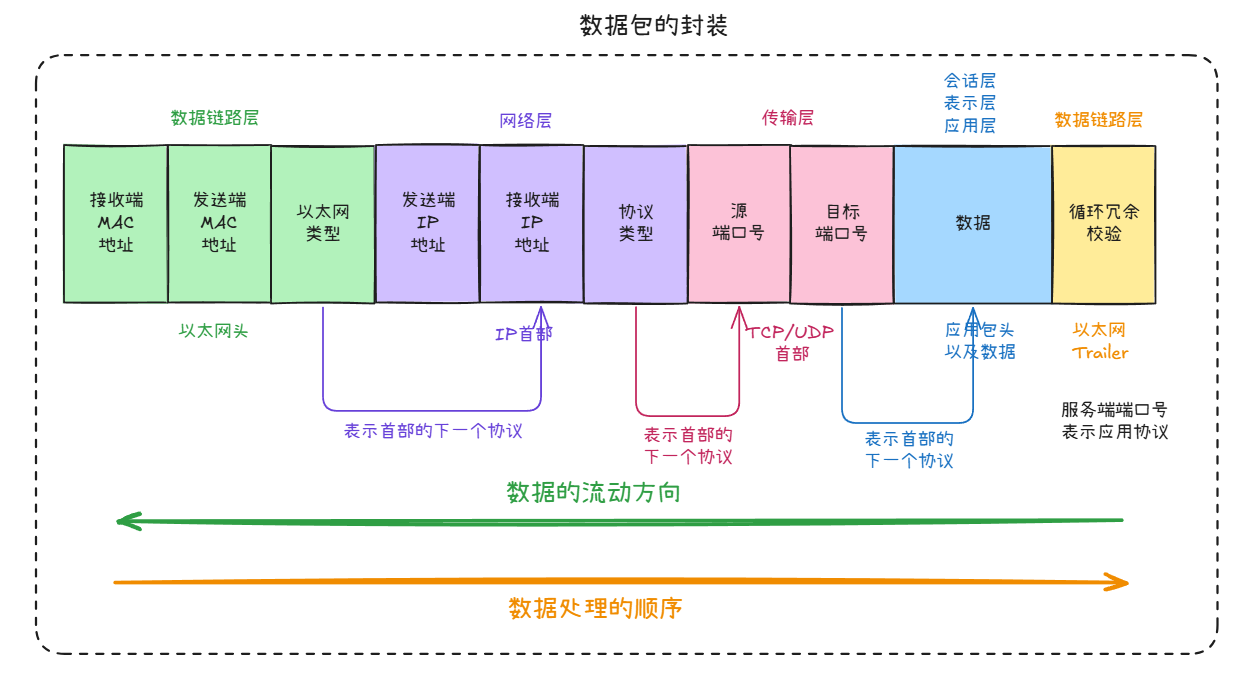 数据包的封装
会话层
表示层
应用层
数据链路层
网络层
传输层
数据链路层
接收端
MAC
地址
发送端
MAC
地址
以太网
类型
发送端
IP
地址
接收端
IP
地址
协议
类型
源
端口号
目标
端口号
数据
循环冗余
校验
以太网头
IP首部
TCP/UDP
首部
应用包头
以及数据
以太网
Trailer
表示首部的下一个协议
表示首部的
下一个协议
表示首部的
下一个协议
服务端端口号
表示应用协议
数据的流动方向
数据处理的顺序